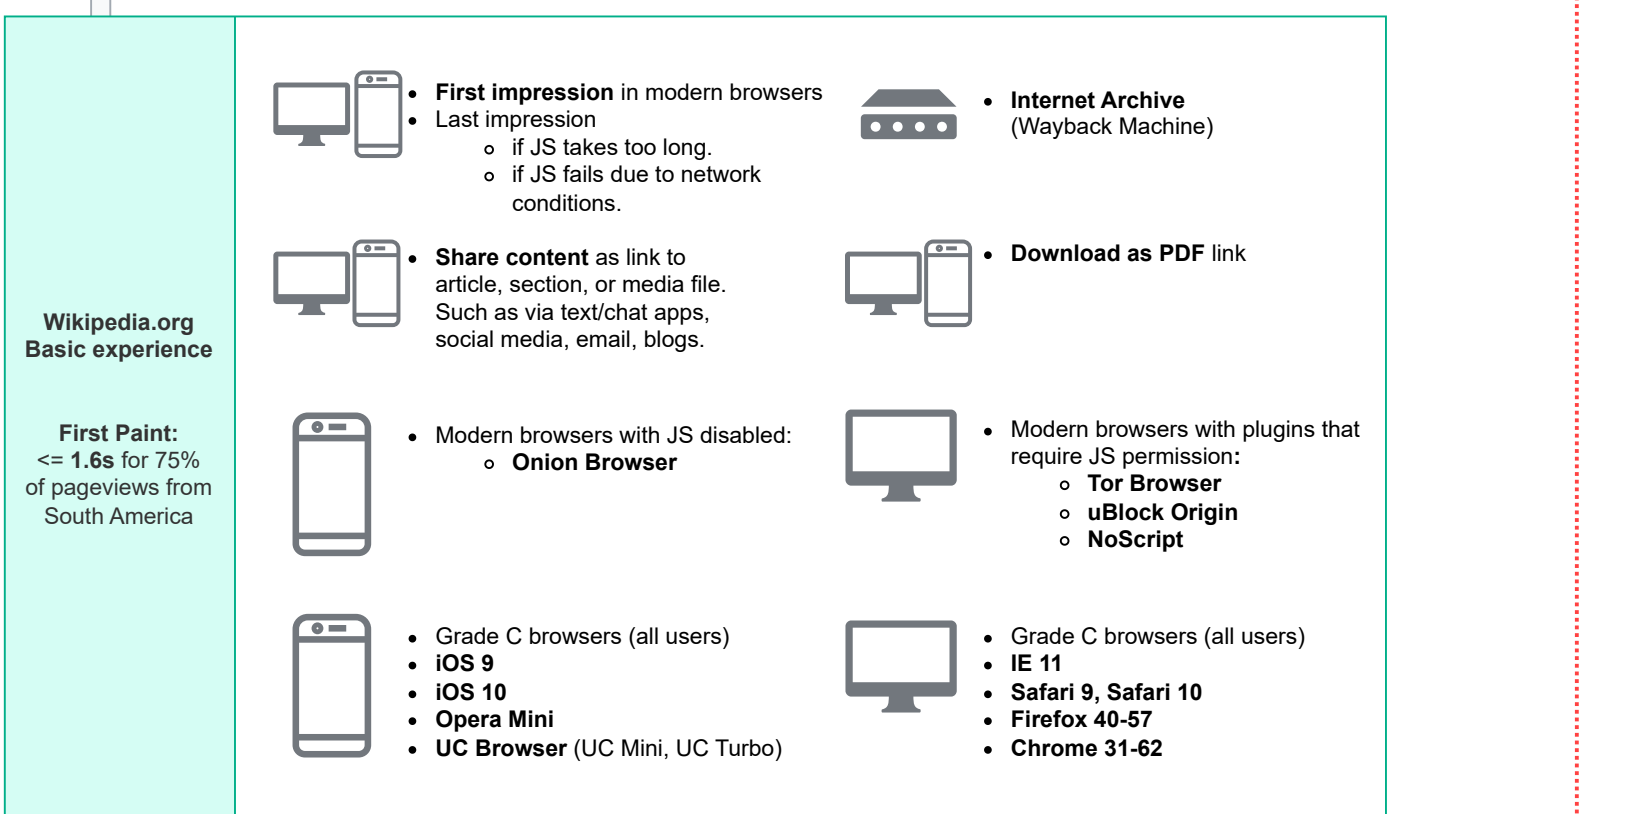 Wikipedia.org
Basic experience
First Paint:
<= 1.6s for 75%
of pageviews from
South America
First impression in modern browsers
Last impression
if JS takes too long.
if JS fails due to network
conditions.
Internet Archive
(Wayback Machine)
Share content as link to
article, section, or media file.
Such as via text/chat apps,
social media, email, blogs.
Download as PDF link
Modern browsers with JS disabled:
Onion Browser
Modern browsers with plugins that
require JS permission:
Tor Browser
uBlock Origin
NoScript
Grade C browsers (all users)
iOS 9
iOS 10
Opera Mini
UC Browser (UC Mini, UC Turbo)
Grade C browsers (all users)
IE 11
Safari 9, Safari 10
Firefox 40-57
Chrome 31-62